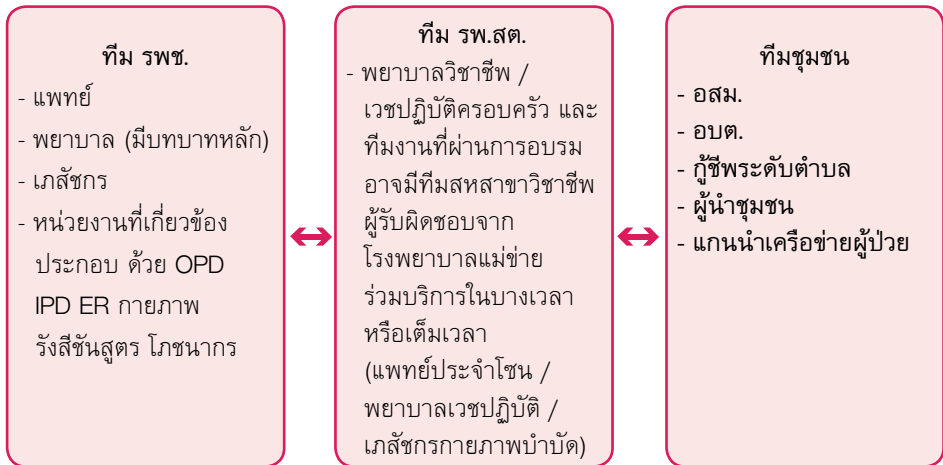 ทีม รพช.
- แพทย์
- พยาบาล (มีบทบาทหลัก)
- เภสัชกร
- หน่วยงานที่เกี่ยวข้อง
ประกอบ ด้วย OPD
IPD ER กายภาพ
รังสีชันสูตร โภชนากร
ทีม รพ.สต.
- พยาบาลวิชาชีพ /
เวชปฏิบัติครอบครัว และ
ทีมงานที่ผ่านการอบรม
อาจมีทีมสหสาขาวิชาชีพ
ผู้รับผิดชอบจาก
โรงพยาบาลแม่ข่าย
ร่วมบริการในบางเวลา
หรือเต็มเวลา
(แพทย์ประจำโซน /
พยาบาลเวชปฏิบัติ /
เภสัชกรกายภาพบำบัด)
ทีมชุมชน
- อสม.
- อบต.
- กู้ชีพระดับตำบล
- ผู้นำชุมชน
- แกนนำเครือข่ายผู้ป่วย